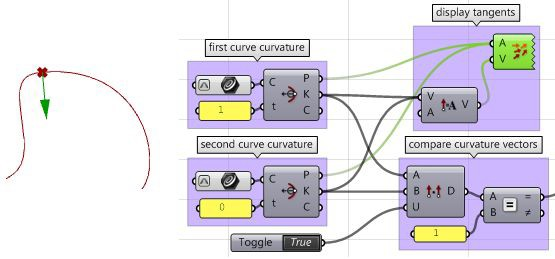 display tangents
first curve curvature
A
V
P
C K
t C
1
V V
A
second curve curvature
compare curvature vectors
P
C K
t C
0
A
B D
U
A =
B ≠
1
Toggle True